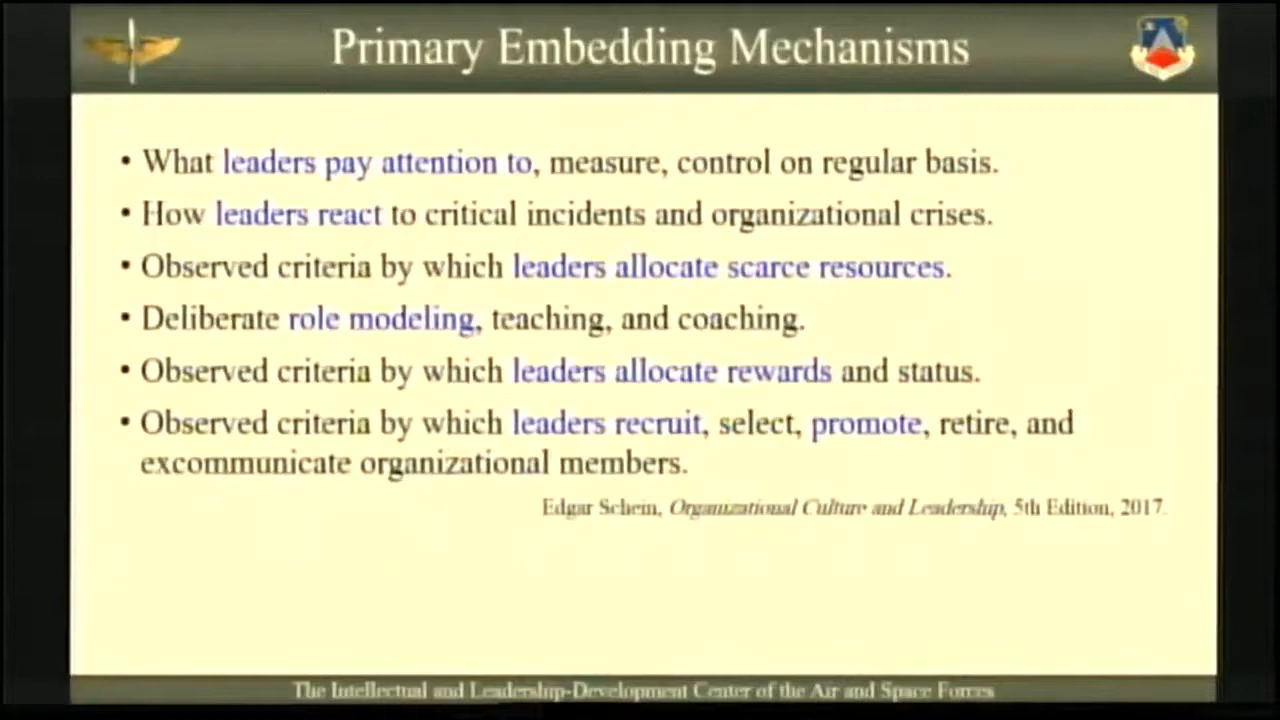 Primary Embedding Mechanisms
• What leaders pay attention to, measure, control on regular basis.
• How leaders react to critical incidents and organizational crises.
• Observed criteria by which leaders allocate scarce resources.
• Deliberate role modeling, teaching, and coaching.
• Observed criteria by which leaders allocate rewards and status.
• Observed criteria by which leaders recruit, select, promote, retire, and
excommunicate organizational members.
Edgar Schein, Organizational Culture and Leadership, 5th Edition, 2017.
The Intellectual and Leadership-Development Center of the Air and Space Forces